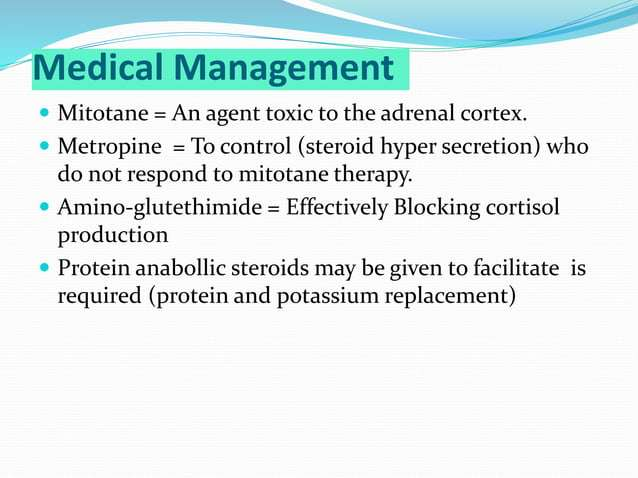 Medical Management
• Mitotane = An agent toxic to the adrenal cortex.
• Metropine = To control (steroid hyper secretion) who
do not respond to mitotane therapy.
• Amino-glutethimide = Effectively Blocking cortisol
production
• Protein anabollic steroids may be given to facilitate is
required (protein and potassium replacement)